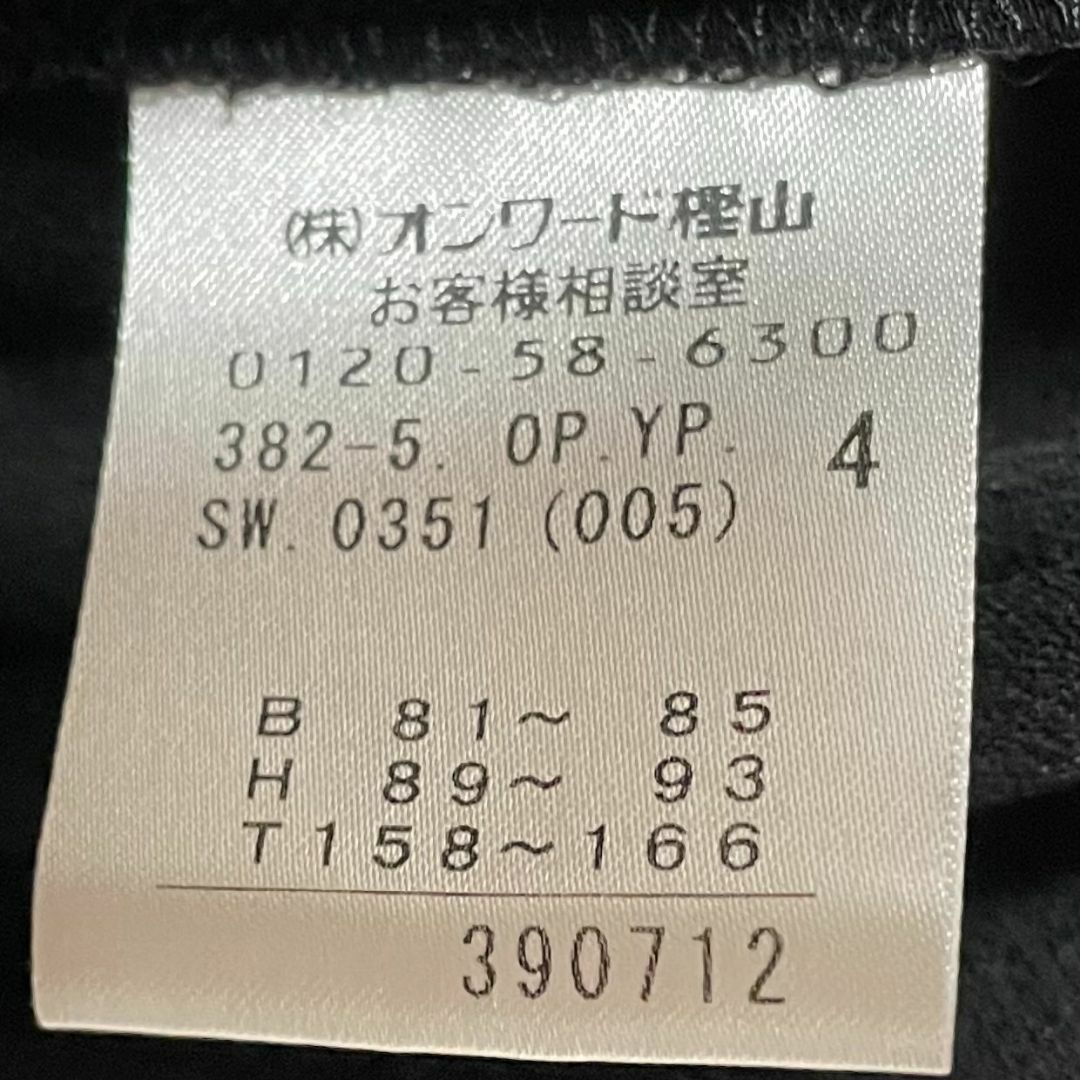 (株)オンワード樫山
お客様相談室
0120-58-6300
382-5. OP.YP. 4
SW. 0351 (005)
B 81～ 85
H 89～ 93
T158～166
390712